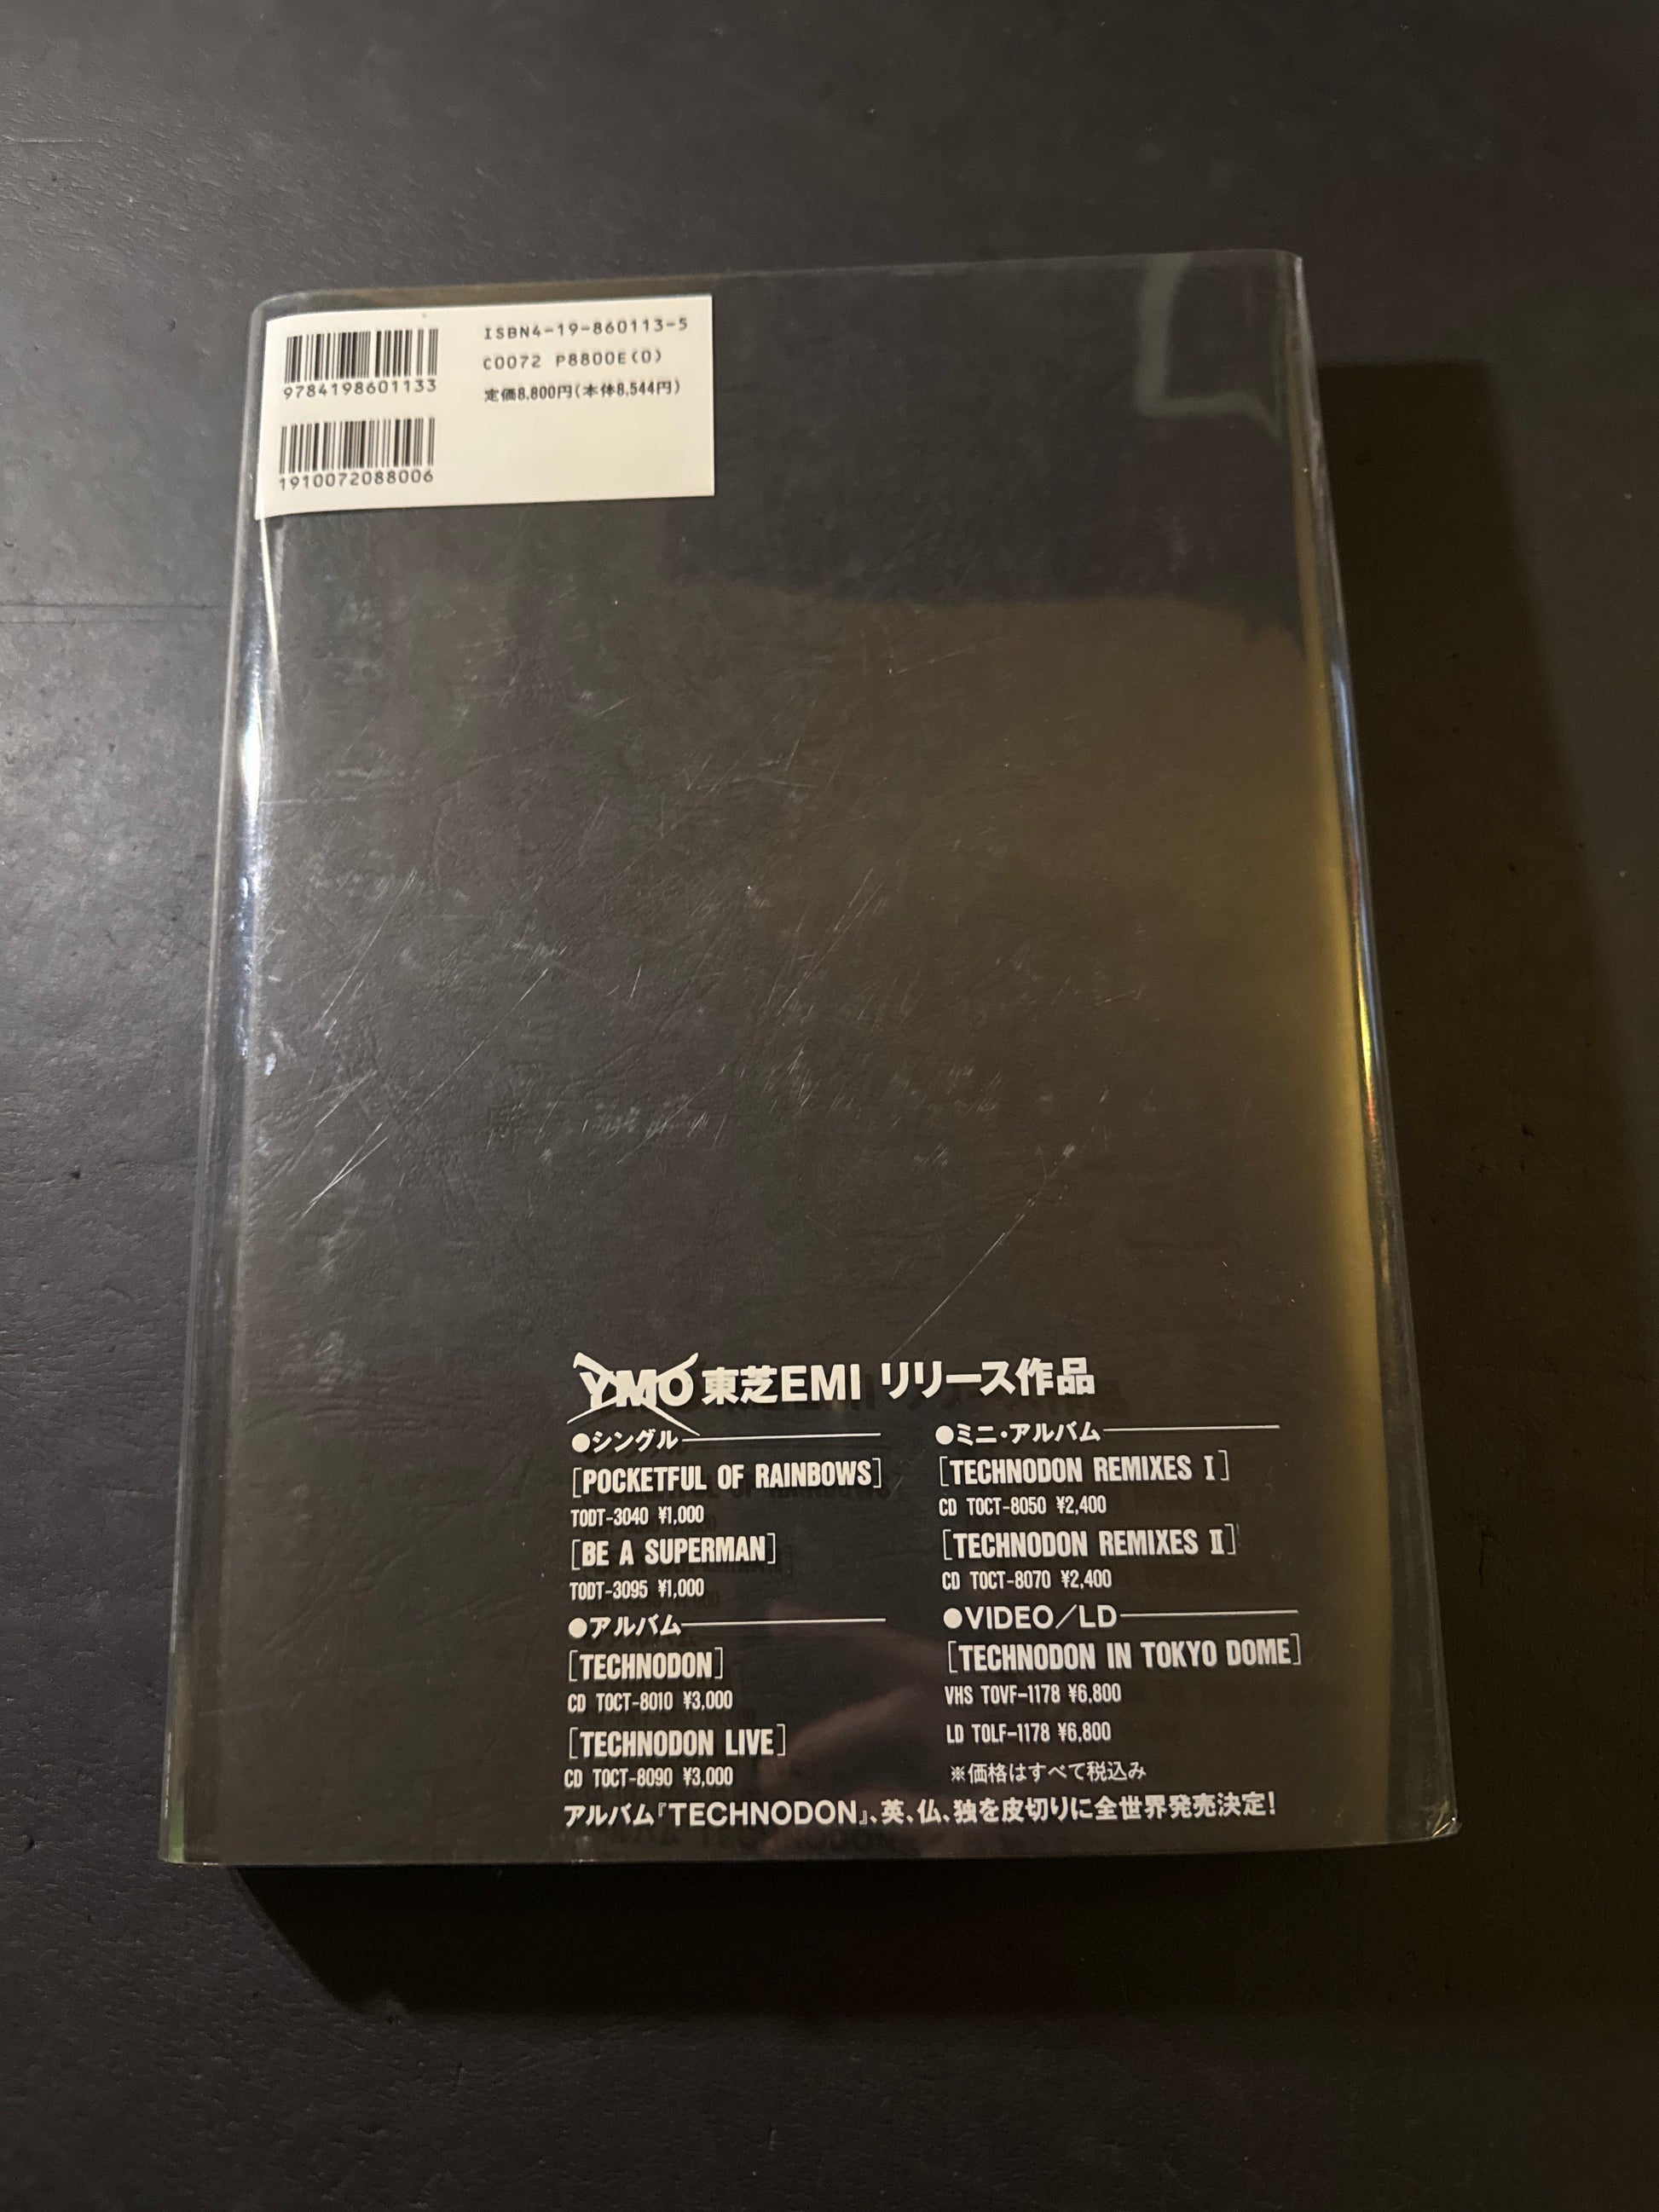 9784198601133
1910072088006
ISBN4-19-860113-5
C0072 P8800E(0)
定価8,800円(本体8,544円)
YMO 東芝EMI リリース作品
●シングル
[POCKETFUL OF RAINBOWS]
TODT-3040 ¥1,000
[BE A SUPERMAN]
TODT-3095 ¥1,000
●アルバム
[TECHNODON]
CD TOCT-8010 ¥3,000
[TECHNODON LIVE]
CD TOCT-8090 ¥3,000
●ミニ・アルバム
[TECHNODON REMIXES Ⅰ]
CD TOCT-8050 ¥2,400
[TECHNODON REMIXES Ⅱ]
CD TOCT-8070 ¥2,400
●VIDEO/LD
[TECHNODON IN TOKYO DOME]
VHS TOVF-1178 ¥6,800
LD TOLF-1178 ¥6,800
※価格はすべて税込み
アルバム『TECHNODON』、英、仏、独を皮切りに全世界発売決定!